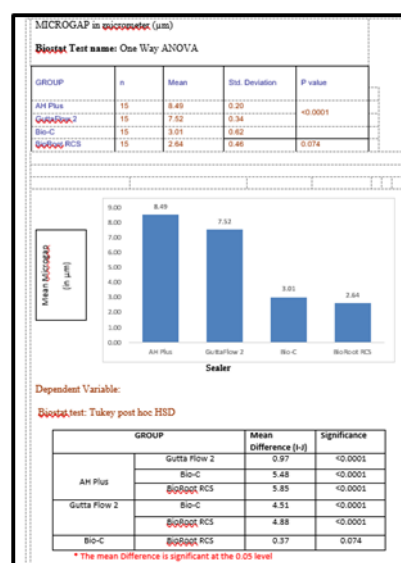 MICROGAP in micrometer (µm)
Biostat Test name: One Way ANOVA
GROUP n Mean Std. Deviation P value
AH Plus 15 8.49 0.20 <0.0001
GuttaFlow 2 15 7.52 0.34
Bio-C 15 3.01 0.62
BioRoot RCS 15 2.64 0.46 0.074
Mean Microgap
(in µm)
9.00
8.00
7.00
6.00
5.00
4.00
3.00
2.00
1.00
0.00
8.49
7.52
3.01
2.64
AH Plus GuttaFlow 2 Bio-C BioRoot RCS
Sealer
Dependent Variable:
Biostat test: Tukey post hoc HSD
GROUP Mean Difference (I-J) Significance
AH Plus Gutta Flow 2 0.97 <0.0001
Bio-C 5.48 <0.0001
BioRoot RCS 5.85 <0.0001
Gutta Flow 2 Bio-C 4.51 <0.0001
BioRoot RCS 4.88 <0.0001
Bio-C BioRoot RCS 0.37 0.074
* The mean Difference is significant at the 0.05 level